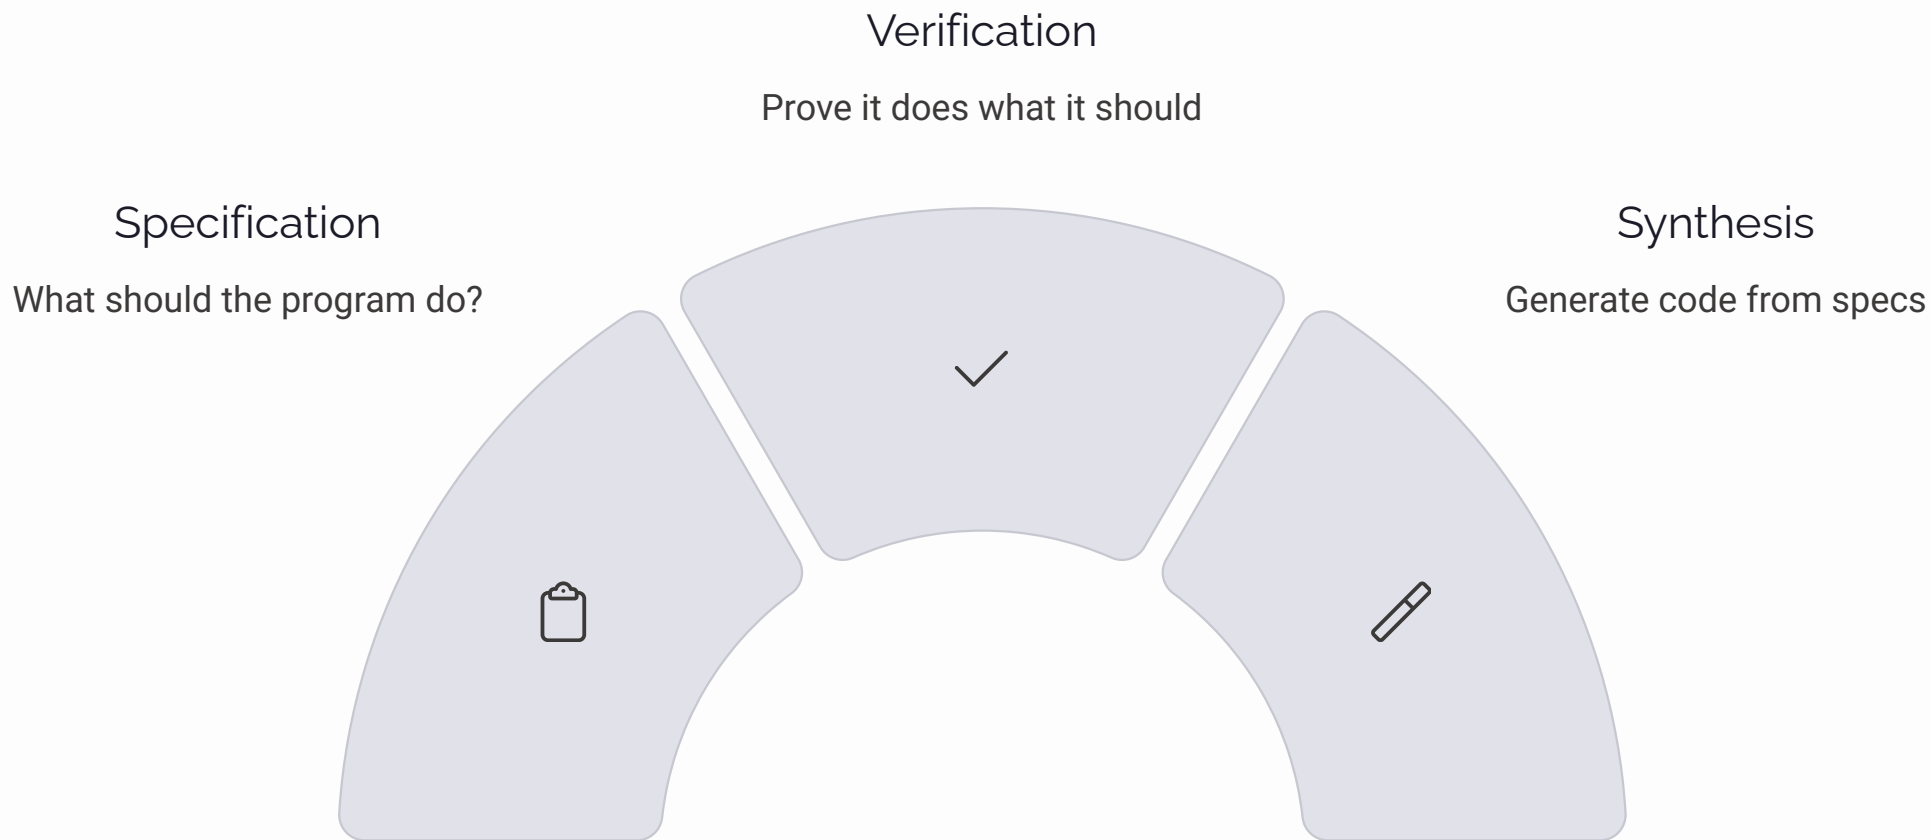 Verification
Prove it does what it should
Specification
What should the program do?
Synthesis
Generate code from specs